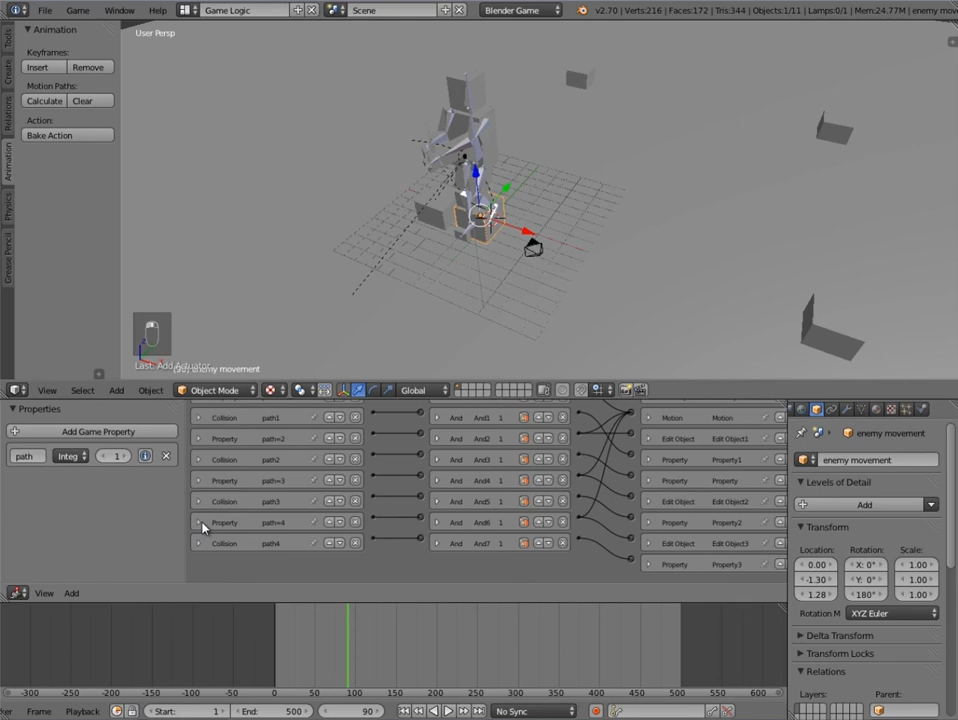 File Game Window Help Game Logic Scene Blender Game v2.70 | Verts:216 | Faces:172 | Tris:344 | Objects:1/11 | Lamps:0/1 | Mem:24.77M | enemy mov
Tools
Create
Relations
Animation
Physics
Grease Pencil
Animation
Keyframes:
Insert Remove
Motion Paths:
Calculate Clear
Action:
Bake Action
User Persp
Last: Add Actuator
enemy movement
View Select Add Object Object Mode Global
Properties
Add Game Property
path Integ 1
Collision path1 And And1 1 Motion Motion
Property path=2 And And2 1 Edit Object Edit Object1
Collision path2 And And3 1 Property Property1
Property path=3 And And4 1 Property Property
Collision path3 And And5 1 Edit Object Edit Object2
Property path=4 And And6 1 Property Property2
Collision path4 And And7 1 Edit Object Edit Object3
Property Property3
View Add
enemy movement
enemy movement
Levels of Detail
Add
Transform
Location: Rotation: Scale:
0.00 X: 0° 1.00
-1.30 Y: 0° 1.00
1.28 180° 1.00
Rotation M XYZ Euler
Delta Transform
Transform Locks
Relations
Layers: Parent:
-300 -250 -200 -150 -100 -50 0 50 100 150 200 250 300 350 400 450 500 550 600
Frame Playback Start: 1 End: 500 90 No Sync